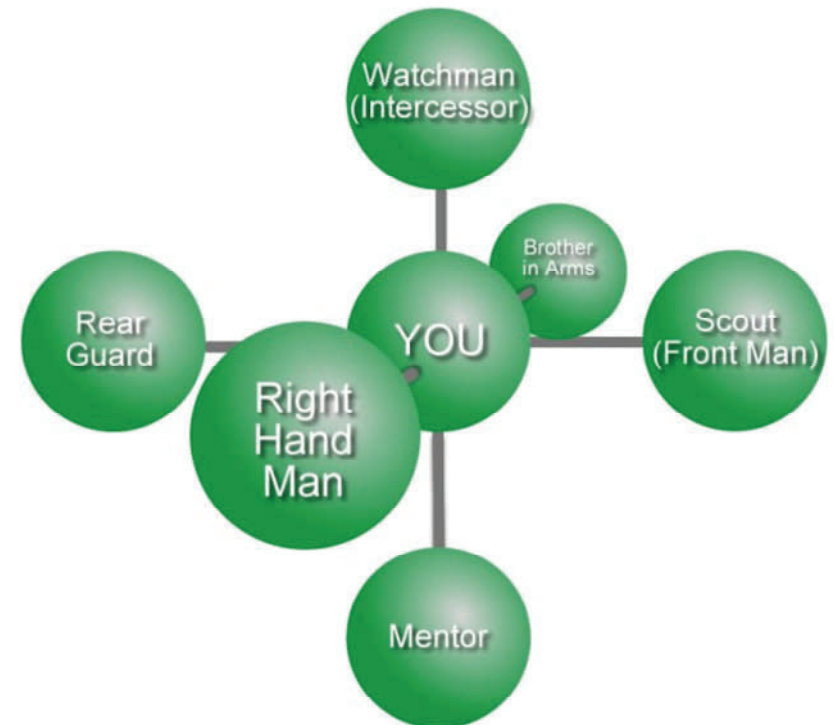 Watchman
(Intercessor)
Brother
in Arms
Rear
Guard
YOU
Scout
(Front Man)
Right
Hand
Man
Mentor